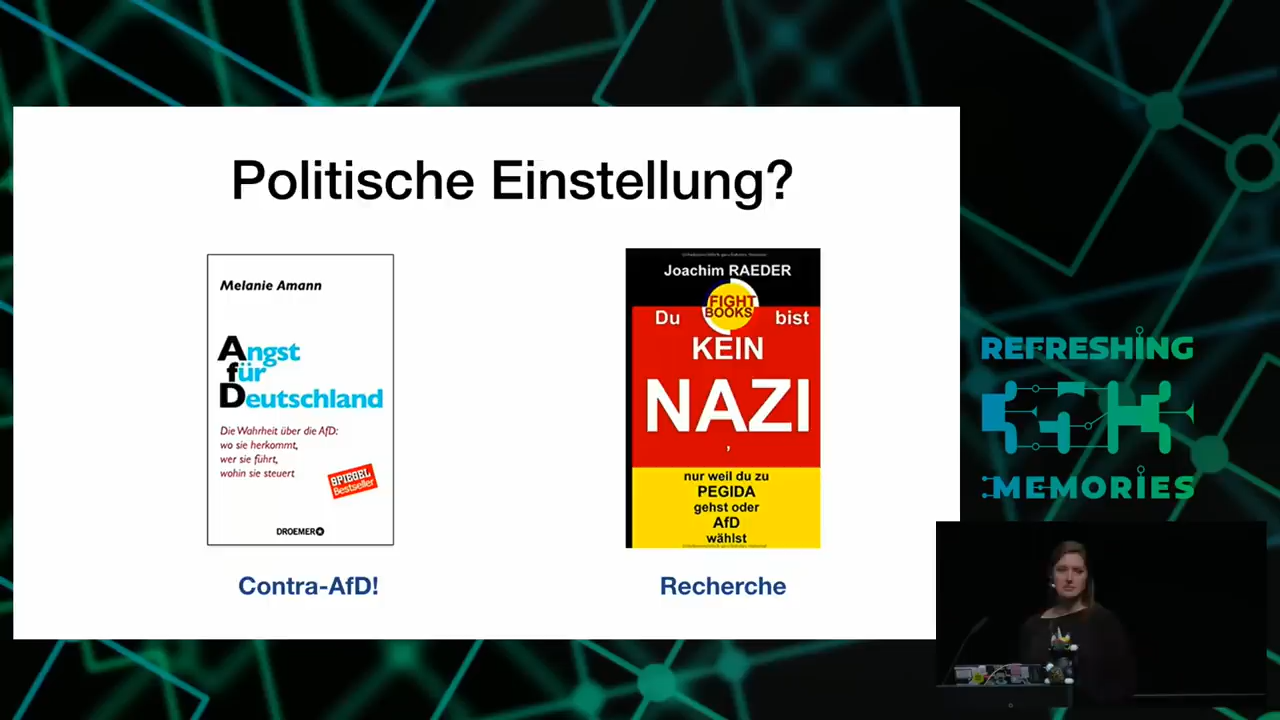 Politische Einstellung?
Melanie Amann
Angst
für
Deutschland
Die Wahrheit über die AfD:
wo sie herkommt,
wer sie führt,
wohin sie steuert
SPIEGEL
Bestseller
DROEMER
Contra-AfD!
Joachim RAEDER
FIGHT
BOOKS
Du bist
KEIN
NAZI
,
nur weil du zu
PEGIDA
gehst oder
AfD
wählst
Recherche
REFRESHING
35C3
MEMORIES